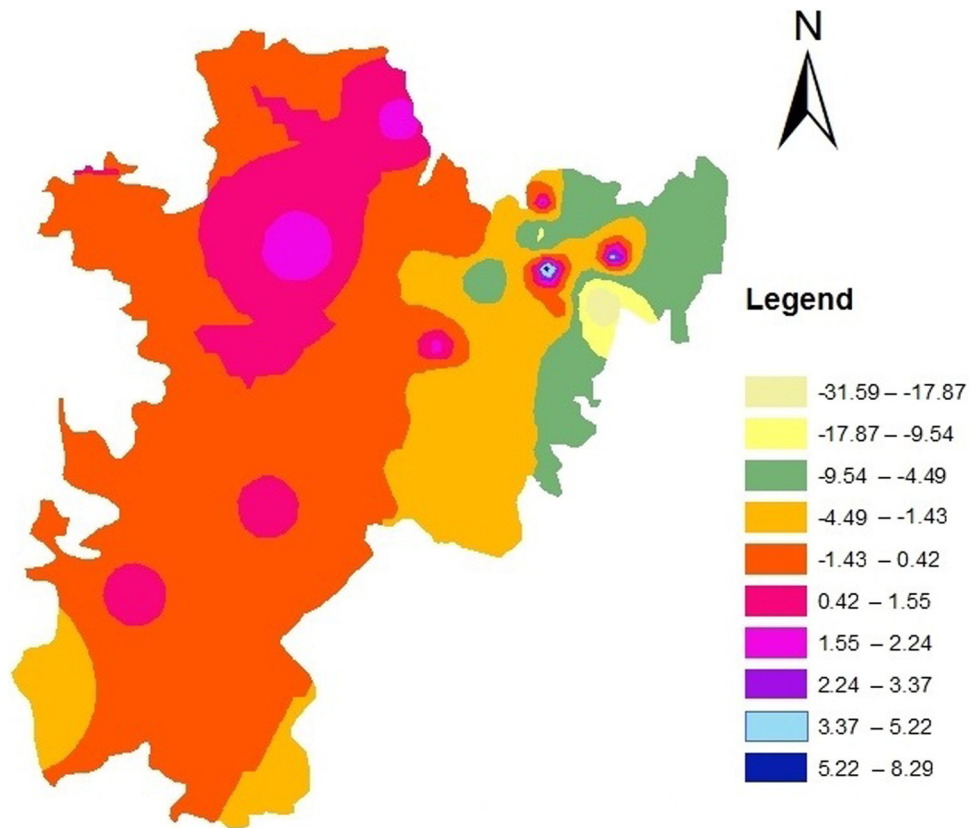 N
Legend
-31.59 – -17.87
-17.87 – -9.54
-9.54 – -4.49
-4.49 – -1.43
-1.43 – 0.42
0.42 – 1.55
1.55 – 2.24
2.24 – 3.37
3.37 – 5.22
5.22 – 8.29